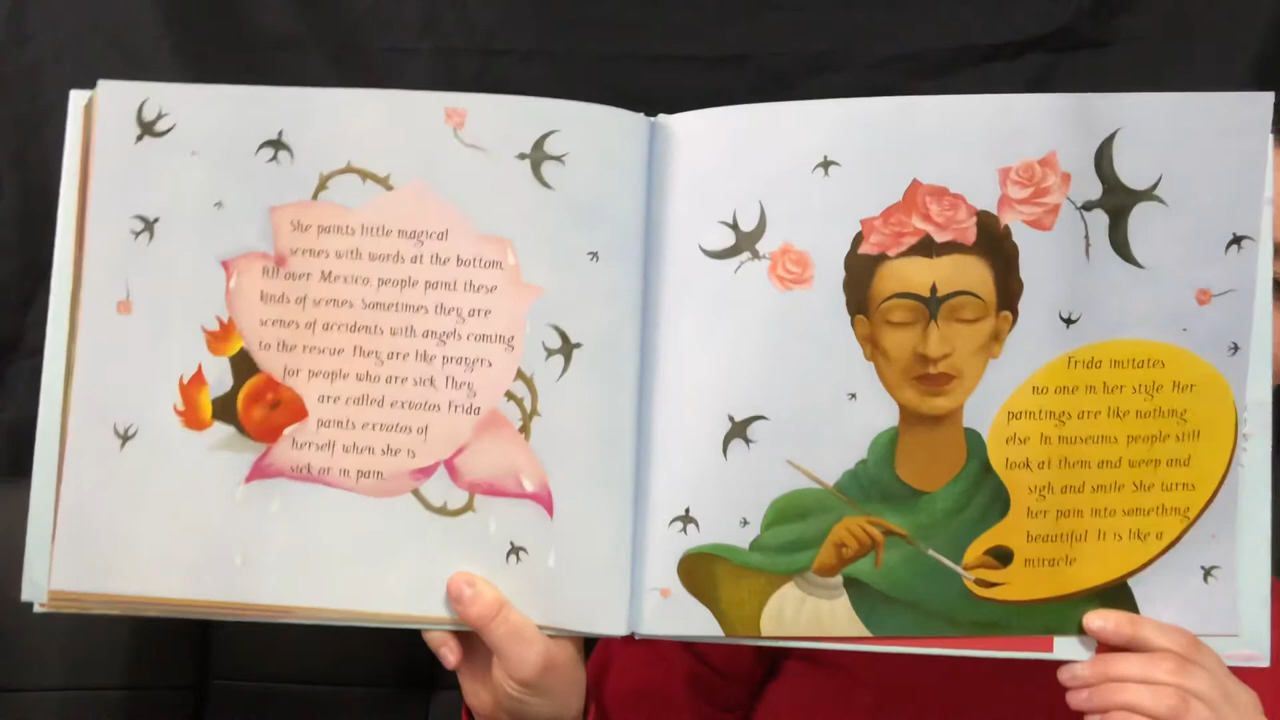 She paints little magical
scenes with words at the bottom.
All over Mexico, people paint these
kinds of scenes. Sometimes they are
scenes of accidents with angels coming
to the rescue. They are like prayers
for people who are sick. They
are called exvotos. Frida
paints exvotos of
herself when she is
sick or in pain.
Frida imitates
no one in her style. Her
paintings are like nothing
else. In museums, people still
look at them and weep and
sigh and smile. She turns
her pain into something
beautiful. It is like a
miracle.